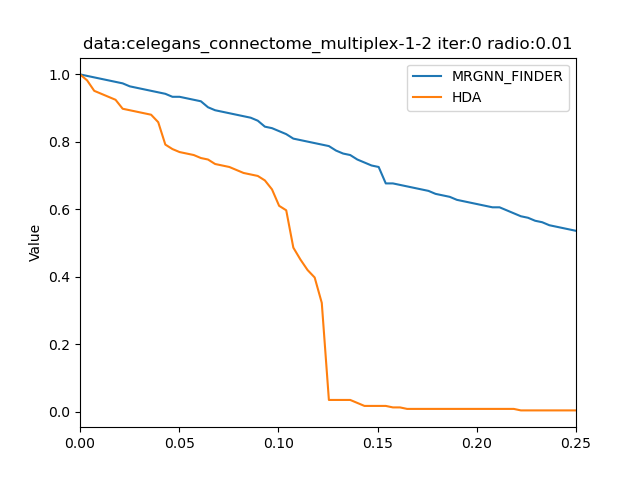 data:celegans_connectome_multiplex-1-2 iter:0 radio:0.01
MRGNN_FINDER
HDA
Value
1.0
0.8
0.6
0.4
0.2
0.0
0.00 0.05 0.10 0.15 0.20 0.25